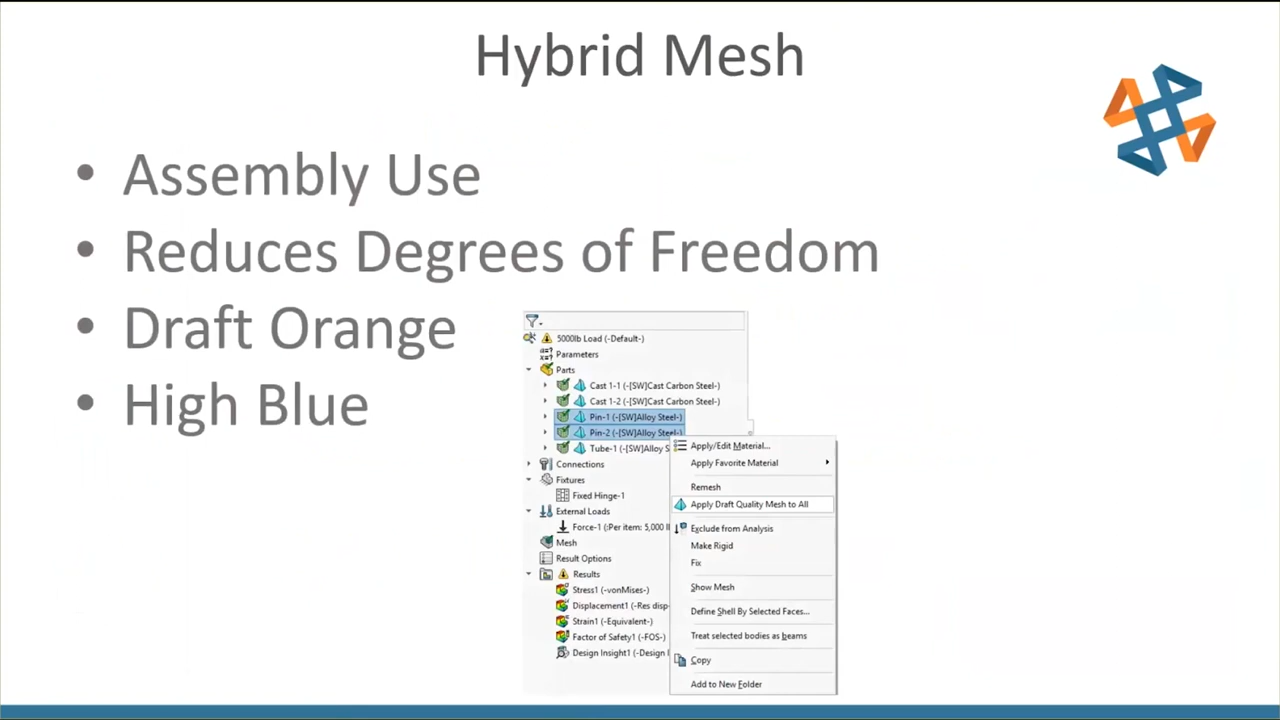 Hybrid Mesh
• Assembly Use
• Reduces Degrees of Freedom
• Draft Orange
• High Blue
5000lb Load (-Default-)
Parameters
Parts
Cast 1-1 (-[SW]Cast Carbon Steel-)
Cast 1-2 (-[SW]Cast Carbon Steel-)
Pin-1 (-[SW]Alloy Steel-)
Pin-2 (-[SW]Alloy Steel-)
Tube-1 (-[SW]Alloy S
Connections
Fixtures
Fixed Hinge-1
External Loads
Force-1 (:Per item: 5,000 l
Mesh
Result Options
Results
Stress1 (-vonMises-)
Displacement1 (-Res disp-
Strain1 (-Equivalent-)
Factor of Safety1 (-FOS-)
Design Insight1 (-Design I
Apply/Edit Material...
Apply Favorite Material
Remesh
Apply Draft Quality Mesh to All
Exclude from Analysis
Make Rigid
Fix
Show Mesh
Define Shell By Selected Faces...
Treat selected bodies as beams
Copy
Add to New Folder